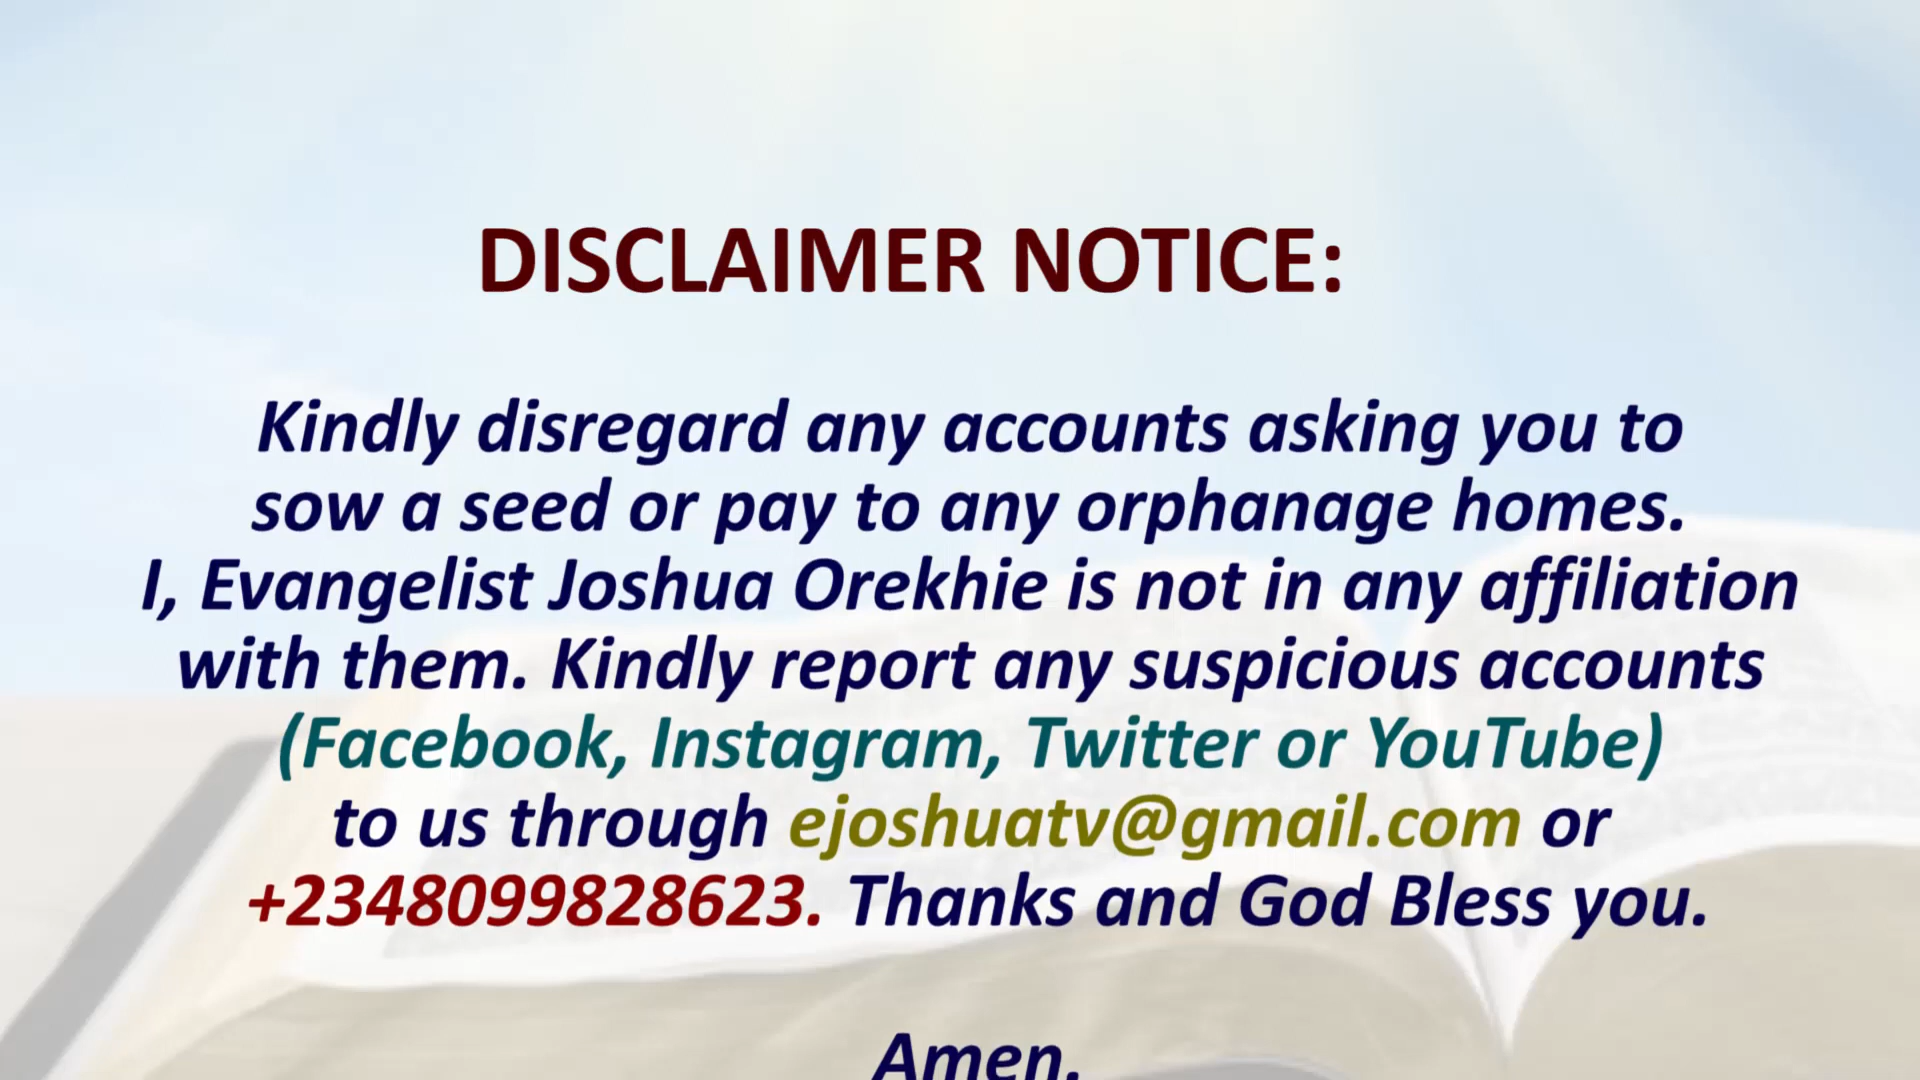 DISCLAIMER NOTICE:
Kindly disregard any accounts asking you to
sow a seed or pay to any orphanage homes.
I, Evangelist Joshua Orekhie is not in any affiliation
with them. Kindly report any suspicious accounts
(Facebook, Instagram, Twitter or YouTube)
to us through ejoshuatv@gmail.com or
+2348099828623. Thanks and God Bless you.
Amen.